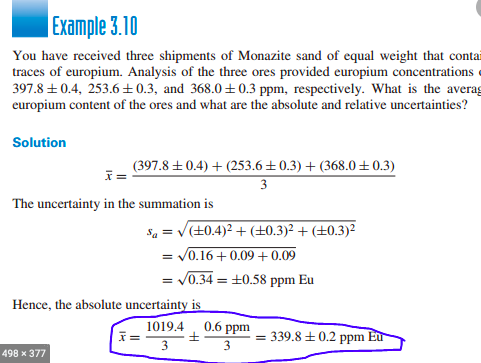 Example 3.10
You have received three shipments of Monazite sand of equal weight that
traces of europium. Analysis of the three ores provided europium concentrations
397.8 ± 0.4, 253.6 ± 0.3, and 368.0 ± 0.3 ppm, respectively. What is the
europium content of the ores and what are the absolute and relative uncertainties?
Solution
x̄ = (397.8 ± 0.4) + (253.6 ± 0.3) + (368.0 ± 0.3) / 3
The uncertainty in the summation is
sₐ = √(±0.4)² + (±0.3)² + (±0.3)²
= √0.16 + 0.09 + 0.09
= √0.34 = ±0.58 ppm Eu
Hence, the absolute uncertainty is
x̄ = 1019.4 / 3 ± 0.6 ppm / 3 = 339.8 ± 0.2 ppm Eu
498 × 377